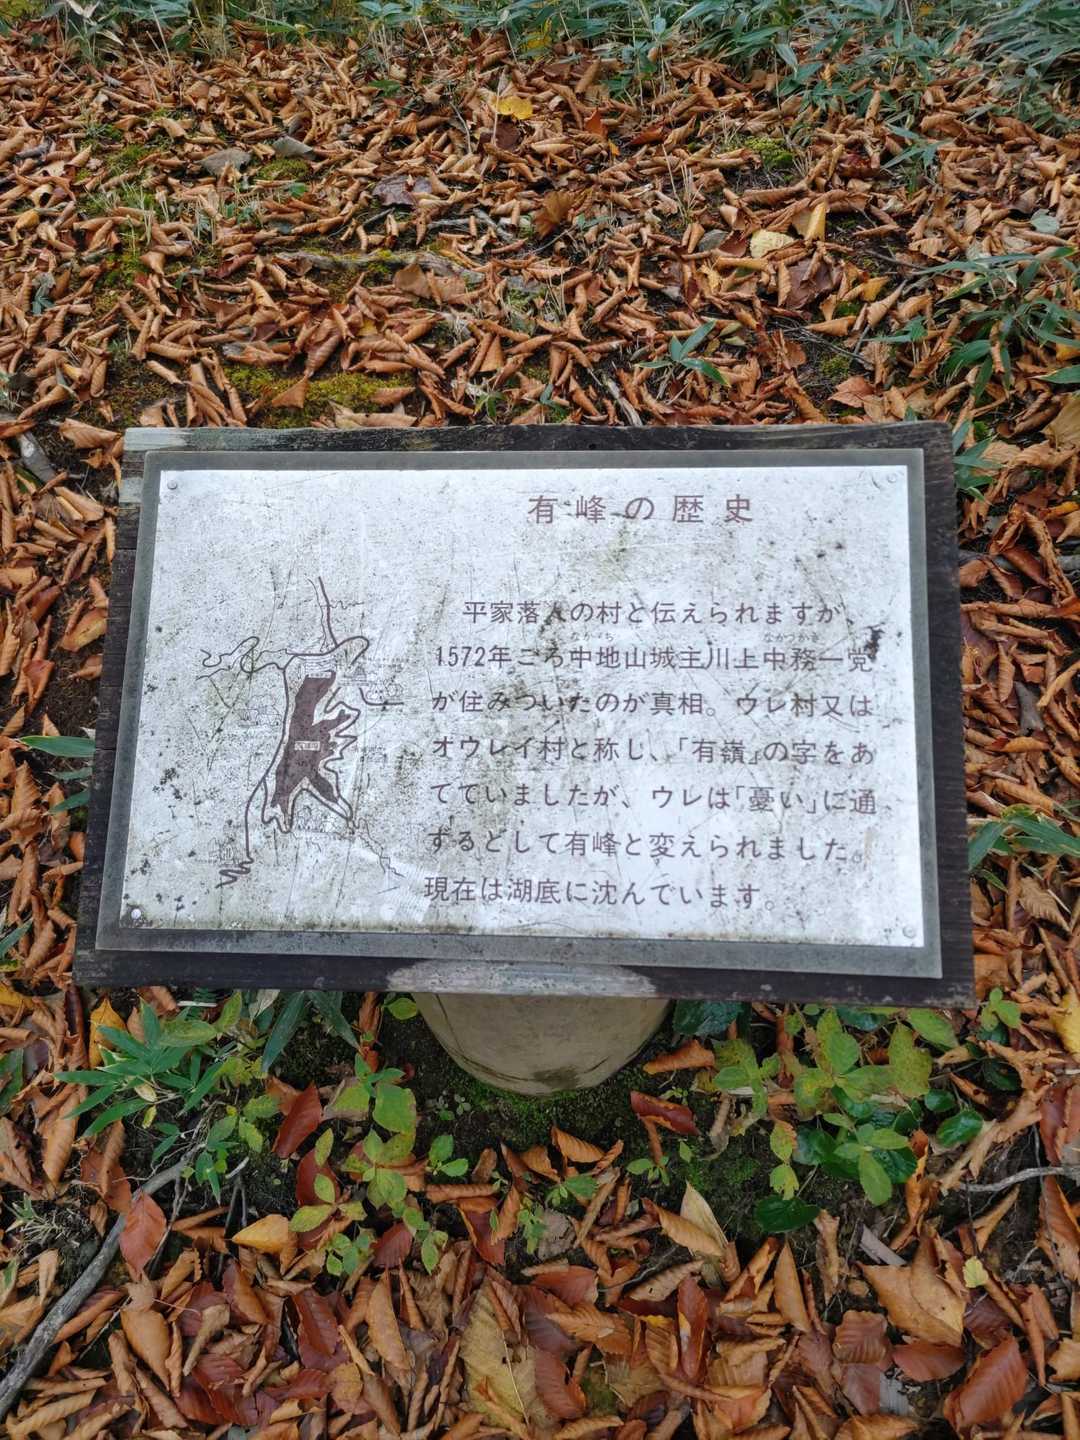 有峰の歴史
平家落人の村と伝えられますが、
1572年ごろ中地山城主川上中務一党
が住みついたのが真相。ウレ村又は
オウレイ村と称し、「有嶺」の字をあ
てていましたが、ウレは「憂い」に通
ずるとして有峰と変えられました。
現在は湖底に沈んでいます。